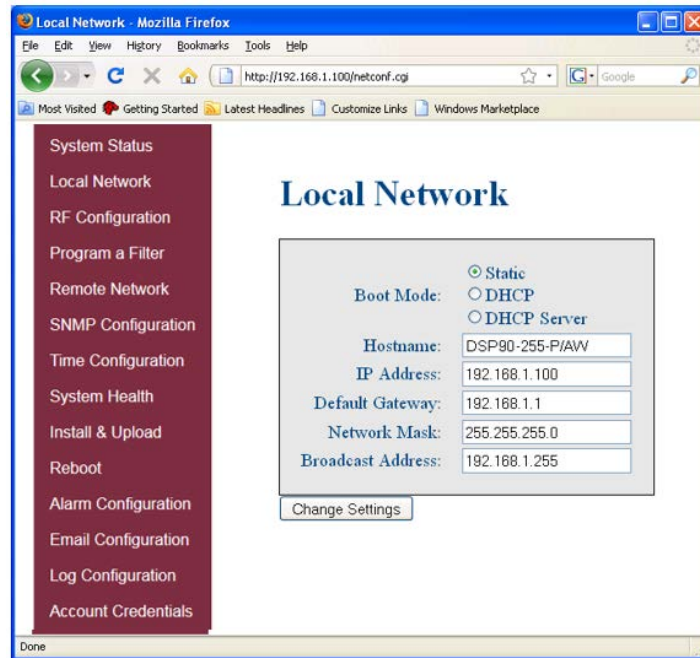 Local Network - Mozilla Firefox
File Edit View History Bookmarks Tools Help
http://192.168.1.100/netconf.cgi
G Google
Most Visited Getting Started Latest Headlines Customize Links Windows Marketplace
System Status
Local Network
RF Configuration
Program a Filter
Remote Network
SNMP Configuration
Time Configuration
System Health
Install & Upload
Reboot
Alarm Configuration
Email Configuration
Log Configuration
Account Credentials
Local Network
Boot Mode:
Static
DHCP
DHCP Server
Hostname: DSP90-255-P/AW
IP Address: 192.168.1.100
Default Gateway: 192.168.1.1
Network Mask: 255.255.255.0
Broadcast Address: 192.168.1.255
Change Settings
Done